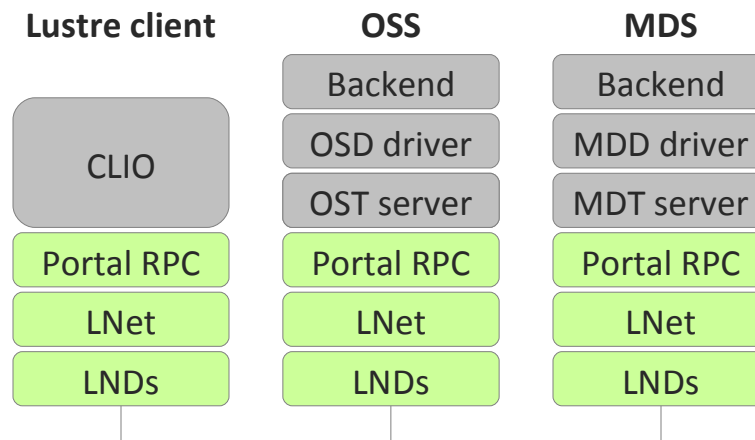 Lustre client
OSS
MDS
CLIO
Portal RPC
LNet
LNDs
Backend
OSD driver
OST server
Portal RPC
LNet
LNDs
Backend
MDD driver
MDT server
Portal RPC
LNet
LNDs